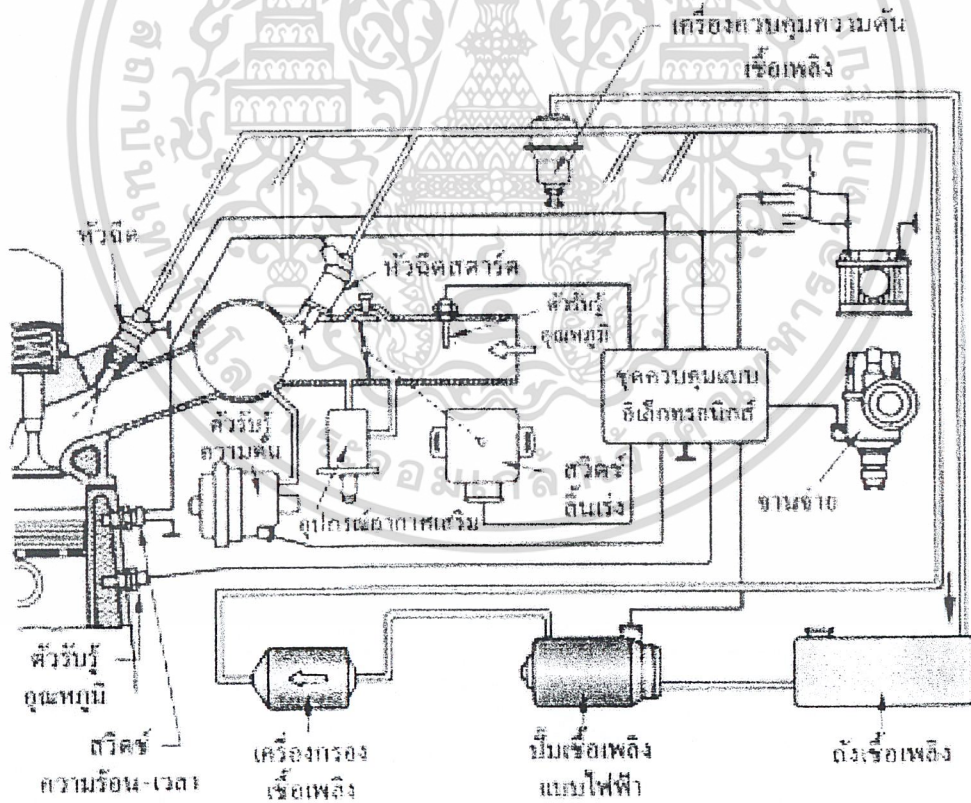 เครื่องควบคุมความดัน
เชื้อเพลิง
หัวฉีด
หัวฉีดสตาร์ต
ตัวรับรู้
อุณหภูมิ
ชุดควบคุมแบบ
อิเล็กทรอนิกส์
ตัวรับรู้
ความดัน
สวิตช์
ลิ้นเร่ง
จานจ่าย
อุปกรณ์อากาศเสริม
ตัวรับรู้
อุณหภูมิ
สวิตช์
ความร้อน-เวลา
เครื่องกรอง
เชื้อเพลิง
ปั๊มเชื้อเพลิง
แบบไฟฟ้า
ถังเชื้อเพลิง